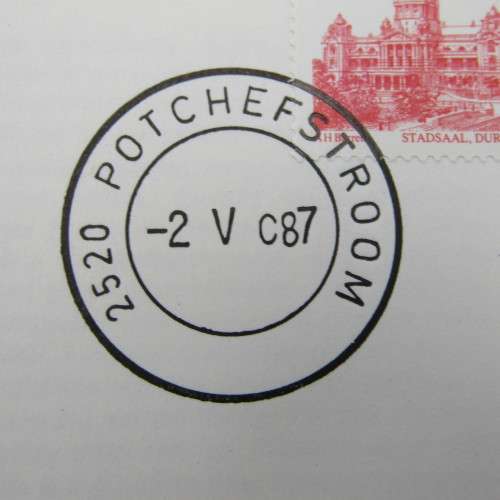 2520 POTCHEFSTROOM
-2 V C87
STADSAAL, DUR